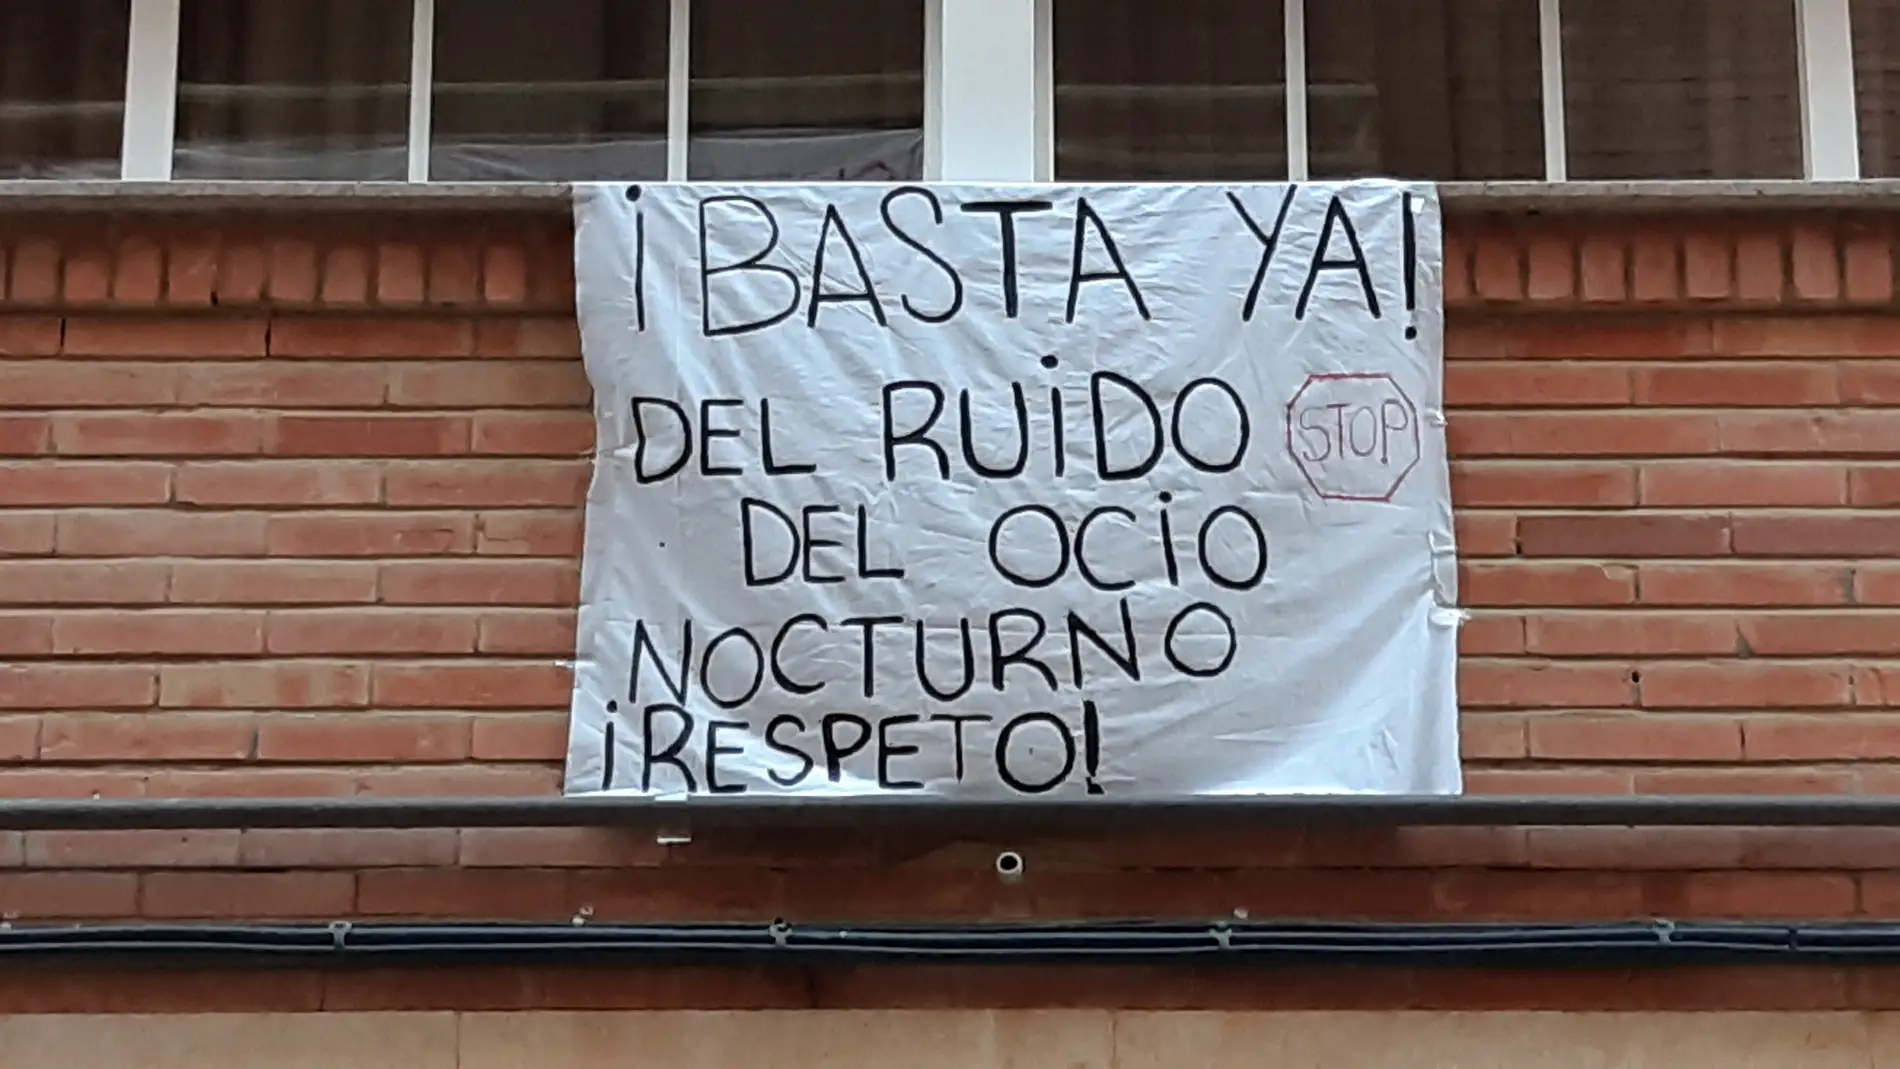 ¡BASTA YA!
DEL RUiDO
STOP
DEL OCiO
NOCTURNO
¡RESPETO!